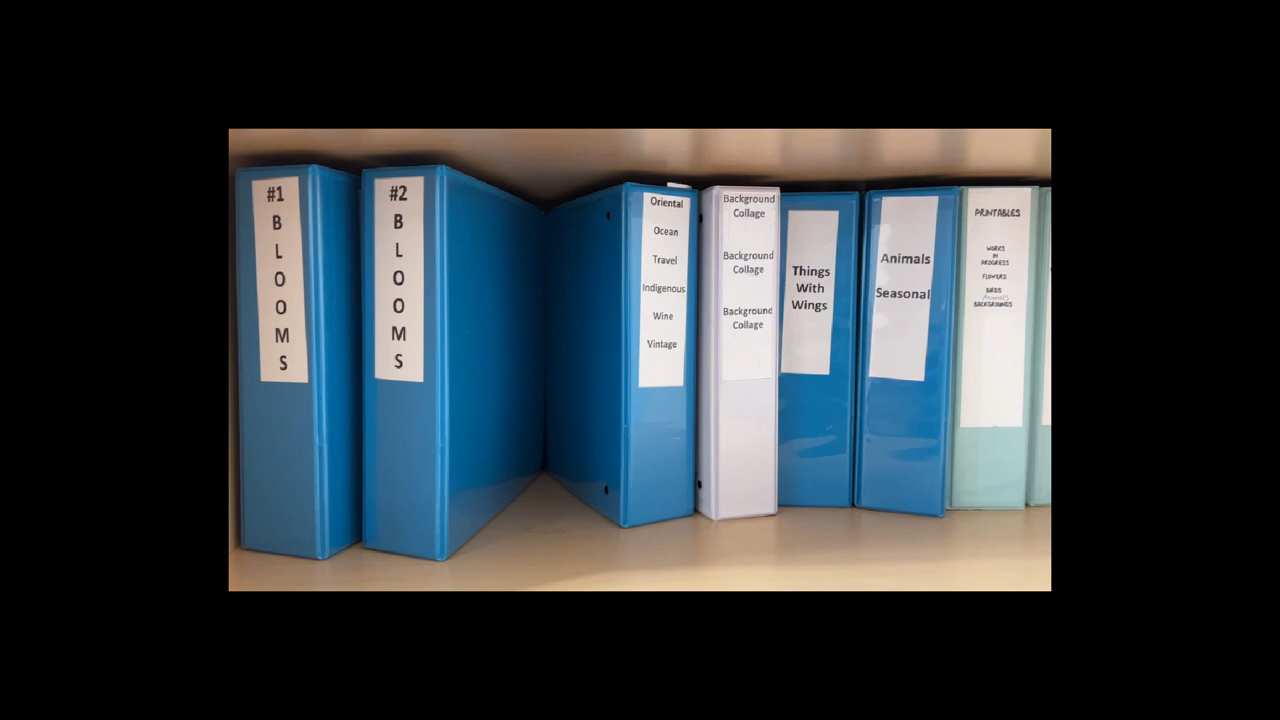 #1
B
L
O
O
M
S
#2
B
L
O
O
M
S
Oriental
Ocean
Travel
Indigenous
Wine
Vintage
Background
Collage
Background
Collage
Background
Collage
Things
With
Wings
Animals
Seasonal
PRINTABLES
WORKS
IN
PROGRESS
FLOWERS
BIRDS
Animals
BACKGROUNDS